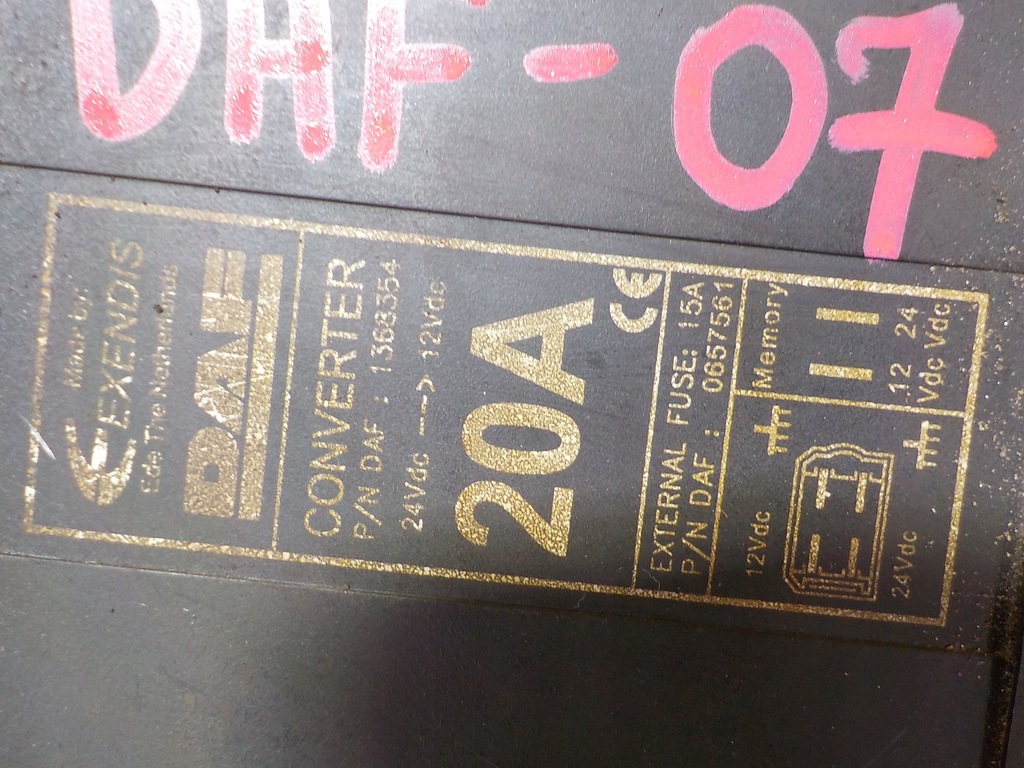 DAF-07
Made by:
EXENDIS
Ede The Netherlands
DAF
CONVERTER
P/N DAF : 1363354
24Vdc ---> 12Vdc
20A
CE
EXTERNAL FUSE: 15A
P/N DAF : 0657561
12Vdc
Memory
12 24
Vdc Vdc
24Vdc